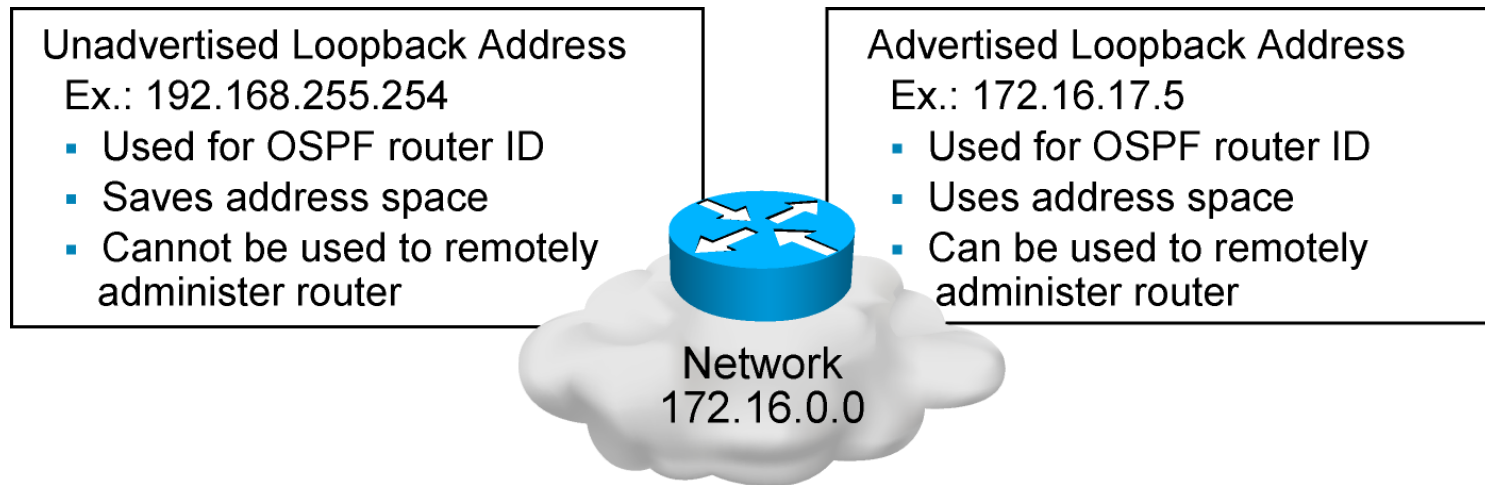 Unadvertised Loopback Address
Ex.: 192.168.255.254
▪ Used for OSPF router ID
▪ Saves address space
▪ Cannot be used to remotely
administer router
Advertised Loopback Address
Ex.: 172.16.17.5
▪ Used for OSPF router ID
▪ Uses address space
▪ Can be used to remotely
administer router
Network
172.16.0.0